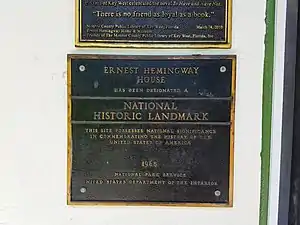 "There is no friend as loyal as a book."
ERNEST HEMINGWAY
HOUSE
HAS BEEN DESIGNATED A
NATIONAL
HISTORIC LANDMARK
THIS SITE POSSESSES NATIONAL SIGNIFICANCE
IN COMMEMORATING THE HISTORY OF THE
UNITED STATES OF AMERICA
NATIONAL PARK SERVICE
UNITED STATES DEPARTMENT OF THE INTERIOR